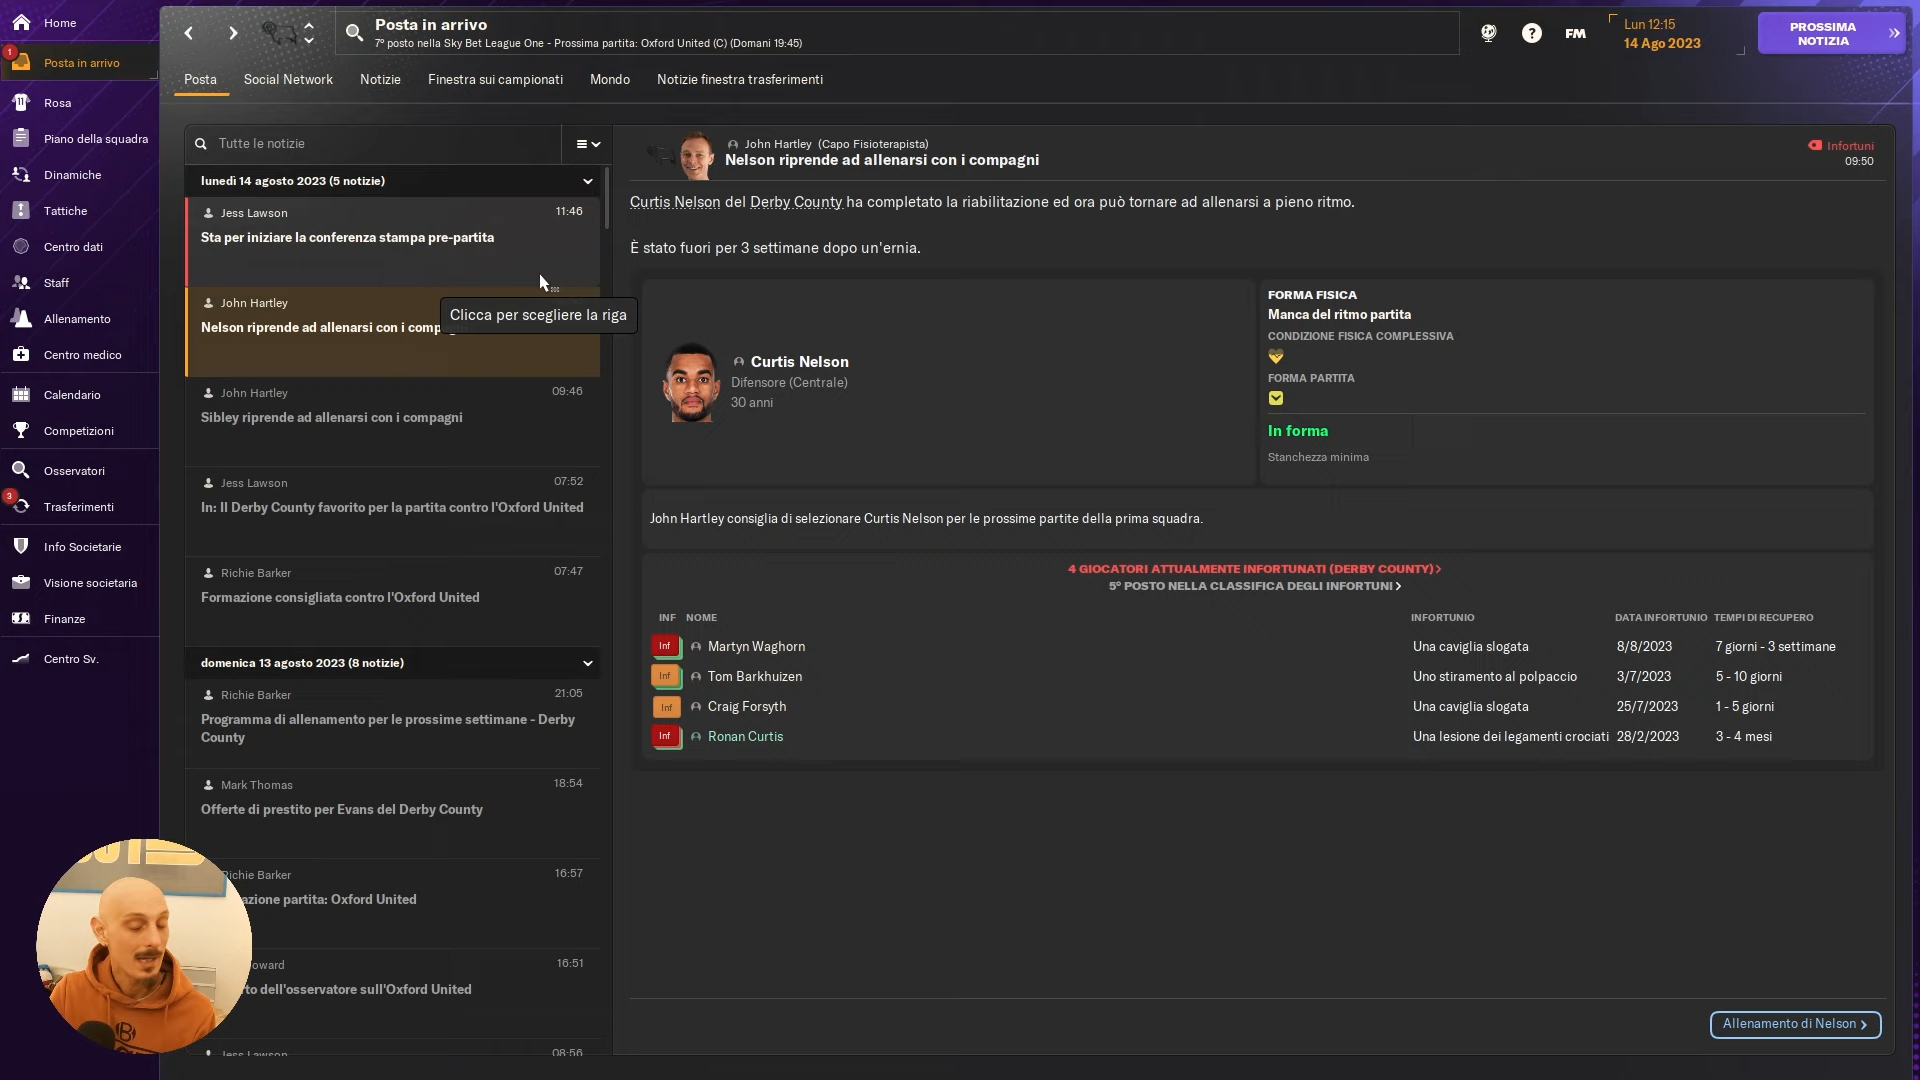 Home
1
Posta in arrivo
Rosa
Piano della squadra
Dinamiche
Tattiche
Centro dati
Staff
Allenamento
Centro medico
Calendario
Competizioni
Osservatori
3
Trasferimenti
Info Societarie
Visione societaria
Finanze
Centro Sv.
Posta in arrivo
7° posto nella Sky Bet League One - Prossima partita: Oxford United (C) (Domani 19:45)
FM
Lun 12:15
14 Ago 2023
PROSSIMA
NOTIZIA
Posta
Social Network
Notizie
Finestra sui campionati
Mondo
Notizie finestra trasferimenti
Tutte le notizie
lunedì 14 agosto 2023 (5 notizie)
Jess Lawson 11:46
Sta per iniziare la conferenza stampa pre-partita
John Hartley
Nelson riprende ad allenarsi con i
Clicca per scegliere la riga
John Hartley 09:46
Sibley riprende ad allenarsi con i compagni
Jess Lawson 07:52
In: Il Derby County favorito per la partita contro l'Oxford United
Richie Barker 07:47
Formazione consigliata contro l'Oxford United
domenica 13 agosto 2023 (8 notizie)
Richie Barker 21:05
Programma di allenamento per le prossime settimane - Derby
County
Mark Thomas 18:54
Offerte di prestito per Evans del Derby County
Richie Barker 16:57
azione partita: Oxford United
oward 16:51
to dell'osservatore sull'Oxford United
Jess Lawson 08:56
John Hartley (Capo Fisioterapista)
Nelson riprende ad allenarsi con i compagni
Infortuni
09:50
Curtis Nelson del Derby County ha completato la riabilitazione ed ora può tornare ad allenarsi a pieno ritmo.
È stato fuori per 3 settimane dopo un'ernia.
Curtis Nelson
Difensore (Centrale)
30 anni
FORMA FISICA
Manca del ritmo partita
CONDIZIONE FISICA COMPLESSIVA
FORMA PARTITA
In forma
Stanchezza minima
John Hartley consiglia di selezionare Curtis Nelson per le prossime partite della prima squadra.
4 GIOCATORI ATTUALMENTE INFORTUNATI (DERBY COUNTY)
5° POSTO NELLA CLASSIFICA DEGLI INFORTUNI
INF NOME INFORTUNIO DATA INFORTUNIO TEMPI DI RECUPERO
Inf Martyn Waghorn Una caviglia slogata 8/8/2023 7 giorni - 3 settimane
Inf Tom Barkhuizen Uno stiramento al polpaccio 3/7/2023 5 - 10 giorni
Inf Craig Forsyth Una caviglia slogata 25/7/2023 1 - 5 giorni
Inf Ronan Curtis Una lesione dei legamenti crociati 28/2/2023 3 - 4 mesi
Allenamento di Nelson